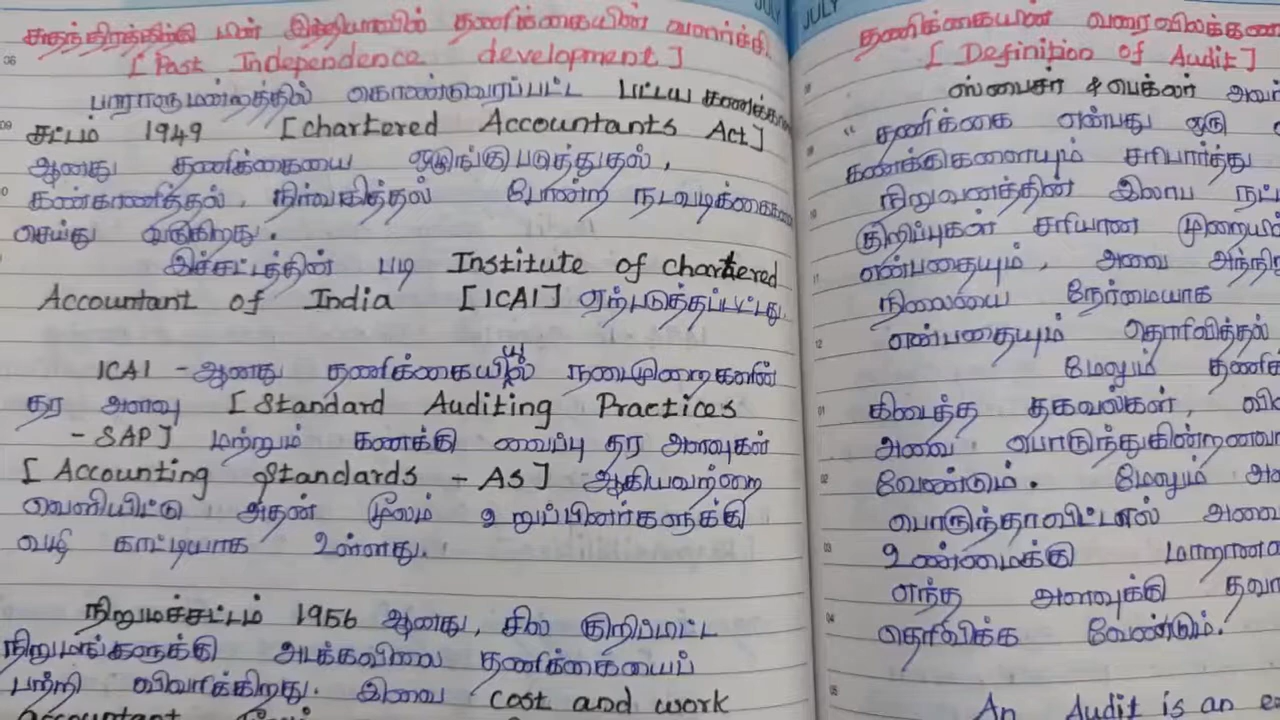 சுதந்திரத்திற்கு பின் இந்தியாவில் தணிக்கையின் வளர்ச்சி
[Past Independence development]
பாராளுமன்றத்தில் கொண்டுவரப்பட்ட பட்டய கணக்கா
சட்டம் 1949 [chartered Accountants Act]
ஆனது தணிக்கையை ஒழுங்குபடுத்துதல்,
கண்காணித்தல், நிர்வகித்தல் போன்ற நடவடிக்கைகளை
செய்து வருகிறது.
இச்சட்டத்தின் படி Institute of chartered
Accountant of India [ICAI] ஏற்படுத்தப்பட்டது.
ICAI - ஆனது தணிக்கையியல் நடைமுறைகளின்
தர அளவு [Standard Auditing Practices
- SAP] மற்றும் கணக்கு வைப்பு தர அளவுகள்
[Accounting Standards - AS] ஆகியவற்றை
வெளியிட்டு அதன் மூலம் உறுப்பினர்களுக்கு
வழி காட்டியாக உள்ளது.
நிறுமச்சட்டம் 1956 ஆனது, சில குறிப்பிட்ட
நிறுமங்களுக்கு அடக்கவிலை தணிக்கையைப்
பற்றி விவரிக்கிறது. இவை cost and work
Accountant மூலம்
JULY
JULY
தணிக்கையின் வரைவிலக்கண
[Definition of Audit]
ஸ்பைசர் & பெக்லர் அவர்
"தணிக்கை என்பது ஒரு
கணக்குகளையும் சரிபார்த்து
நிறுவனத்தின் இலாப நட்
குறிப்புகள் சரியான முறையி
என்பதையும், அவை அந்நிற
நிலையை நேர்மையாக
என்பதையும் தெரிவித்தல்
மேலும் தணிக்
கிடைத்த தகவல்கள், விள
அவை பொருந்துகின்றனவா
வேண்டும். மேலும் அவ
பொருந்தாவிட்டால் அவை
உண்மைக்கு மாறான
எந்த அளவுக்கு தவ
தெரிவிக்க வேண்டும்.
An Audit is an e